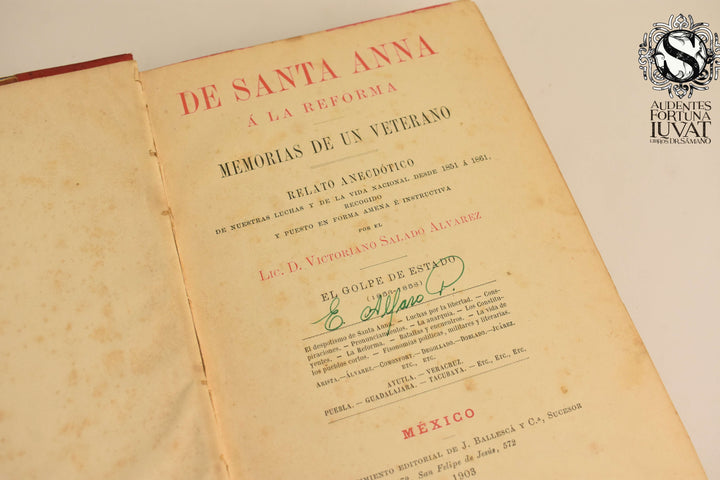 DE SANTA ANNA
Á LA REFORMA
MEMORIAS DE UN VETERANO
RELATO ANECDÓTICO
DE NUESTRAS LUCHAS Y DE LA VIDA NACIONAL DESDE 1851 Á 1861,
RECOGIDO
Y PUESTO EN FORMA AMENA É INSTRUCTIVA
POR EL
LIC. D. VICTORIANO SALADO ALVAREZ
EL GOLPE DE ESTADO
E. Alfaro P.
El despotismo de Santa Anna. — Luchas por la libertad. — Cons-
piraciones. — Pronunciamientos. — La anarquía. — Los Constitu-
yentes. — La Reforma. — Batallas y encuentros. — La vida de
los pueblos cortos. — Fisonomías políticas, militares y literarias.
ARISTA.—ÁLVAREZ.—COMONFORT.—DEGOLLADO.—DOBLADO.—JUÁREZ.
ETC., ETC.
AYUTLA. — VERACRUZ.
PUEBLA. — GUADALAJARA. — TACUBAYA. — ETC., ETC., ETC.
MÉXICO
MIENTO EDITORIAL DE J. BALLESCÁ Y C.ª, SUCESOR
San Felipe de Jesús, 572
1903
S
AUDENTES
FORTUNA
IUVAT
LIBROS DR. SÁMANO